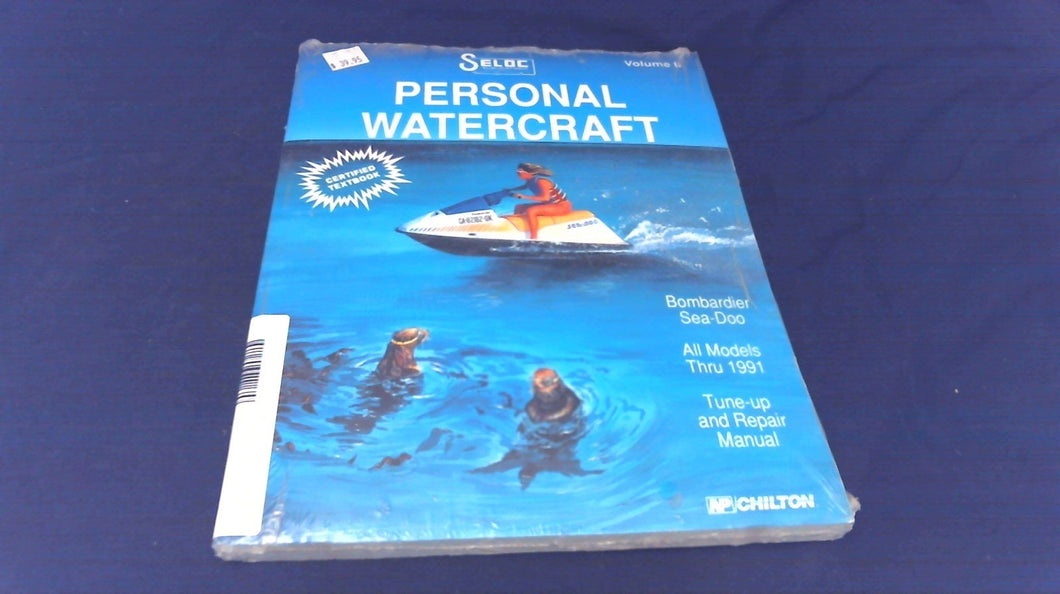 $ 39.95
SELOC
Volume
PERSONAL
WATERCRAFT
CERTIFIED
TEXTBOOK
SEA-DOO
Bombardier
Sea-Doo
All Models
Thru 1991
Tune-up
and Repair
Manual
NP CHILTON